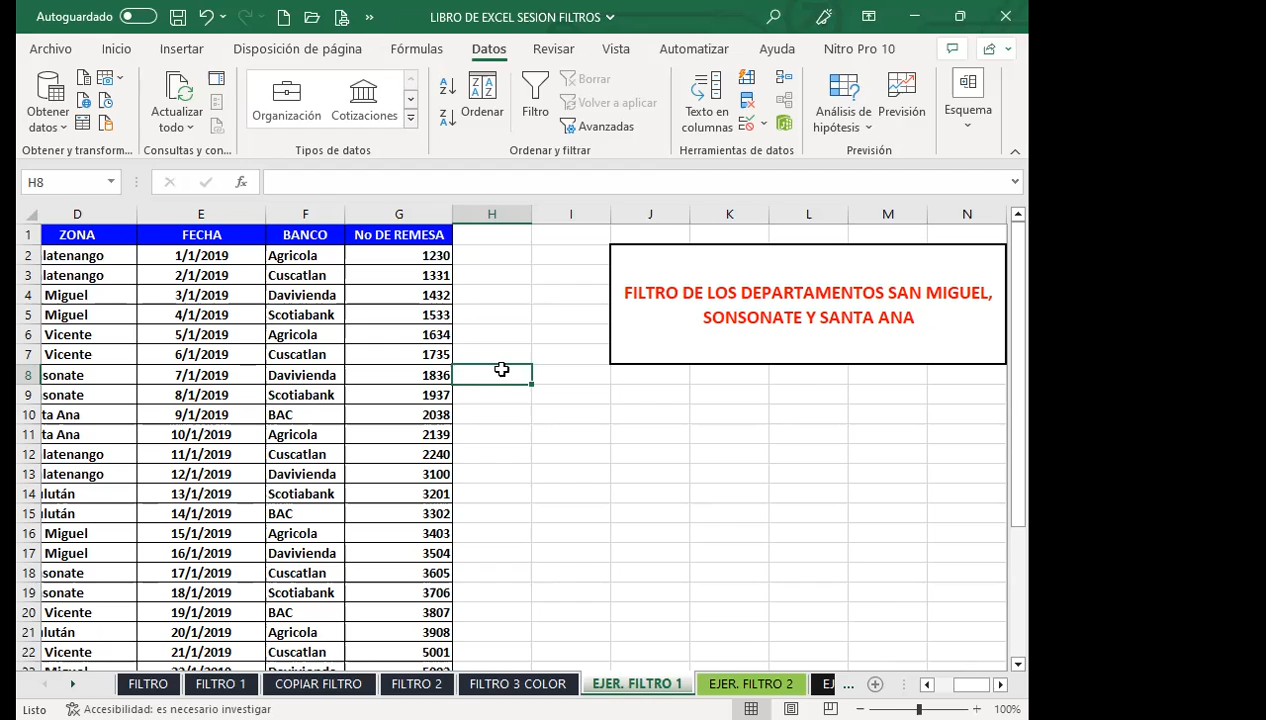 Autoguardado
LIBRO DE EXCEL SESION FILTROS
Archivo Inicio Insertar Disposición de página Fórmulas Datos Revisar Vista Automatizar Ayuda Nitro Pro 10
Obtener datos
Actualizar todo
Organización Cotizaciones
Ordenar
Filtro
Borrar
Volver a aplicar
Avanzadas
Texto en columnas
Análisis de hipótesis
Previsión
Esquema
Obtener y transform... Consultas y con... Tipos de datos Ordenar y filtrar Herramientas de datos Previsión
H8
D E F G H I J K L M N
1 ZONA FECHA BANCO No DE REMESA
2 latenango 1/1/2019 Agricola 1230
3 latenango 2/1/2019 Cuscatlan 1331
4 Miguel 3/1/2019 Davivienda 1432
5 Miguel 4/1/2019 Scotiabank 1533
6 Vicente 5/1/2019 Agricola 1634
7 Vicente 6/1/2019 Cuscatlan 1735
8 sonate 7/1/2019 Davivienda 1836
9 sonate 8/1/2019 Scotiabank 1937
10 ta Ana 9/1/2019 BAC 2038
11 ta Ana 10/1/2019 Agricola 2139
12 latenango 11/1/2019 Cuscatlan 2240
13 latenango 12/1/2019 Davivienda 3100
14 ulután 13/1/2019 Scotiabank 3201
15 ulután 14/1/2019 BAC 3302
16 Miguel 15/1/2019 Agricola 3403
17 Miguel 16/1/2019 Davivienda 3504
18 sonate 17/1/2019 Cuscatlan 3605
19 sonate 18/1/2019 Scotiabank 3706
20 Vicente 19/1/2019 BAC 3807
21 ulután 20/1/2019 Agricola 3908
22 Vicente 21/1/2019 Cuscatlan 5001
FILTRO DE LOS DEPARTAMENTOS SAN MIGUEL,
SONSONATE Y SANTA ANA
FILTRO FILTRO 1 COPIAR FILTRO FILTRO 2 FILTRO 3 COLOR EJER. FILTRO 1 EJER. FILTRO 2 EJ ...
Listo Accesibilidad: es necesario investigar 100%